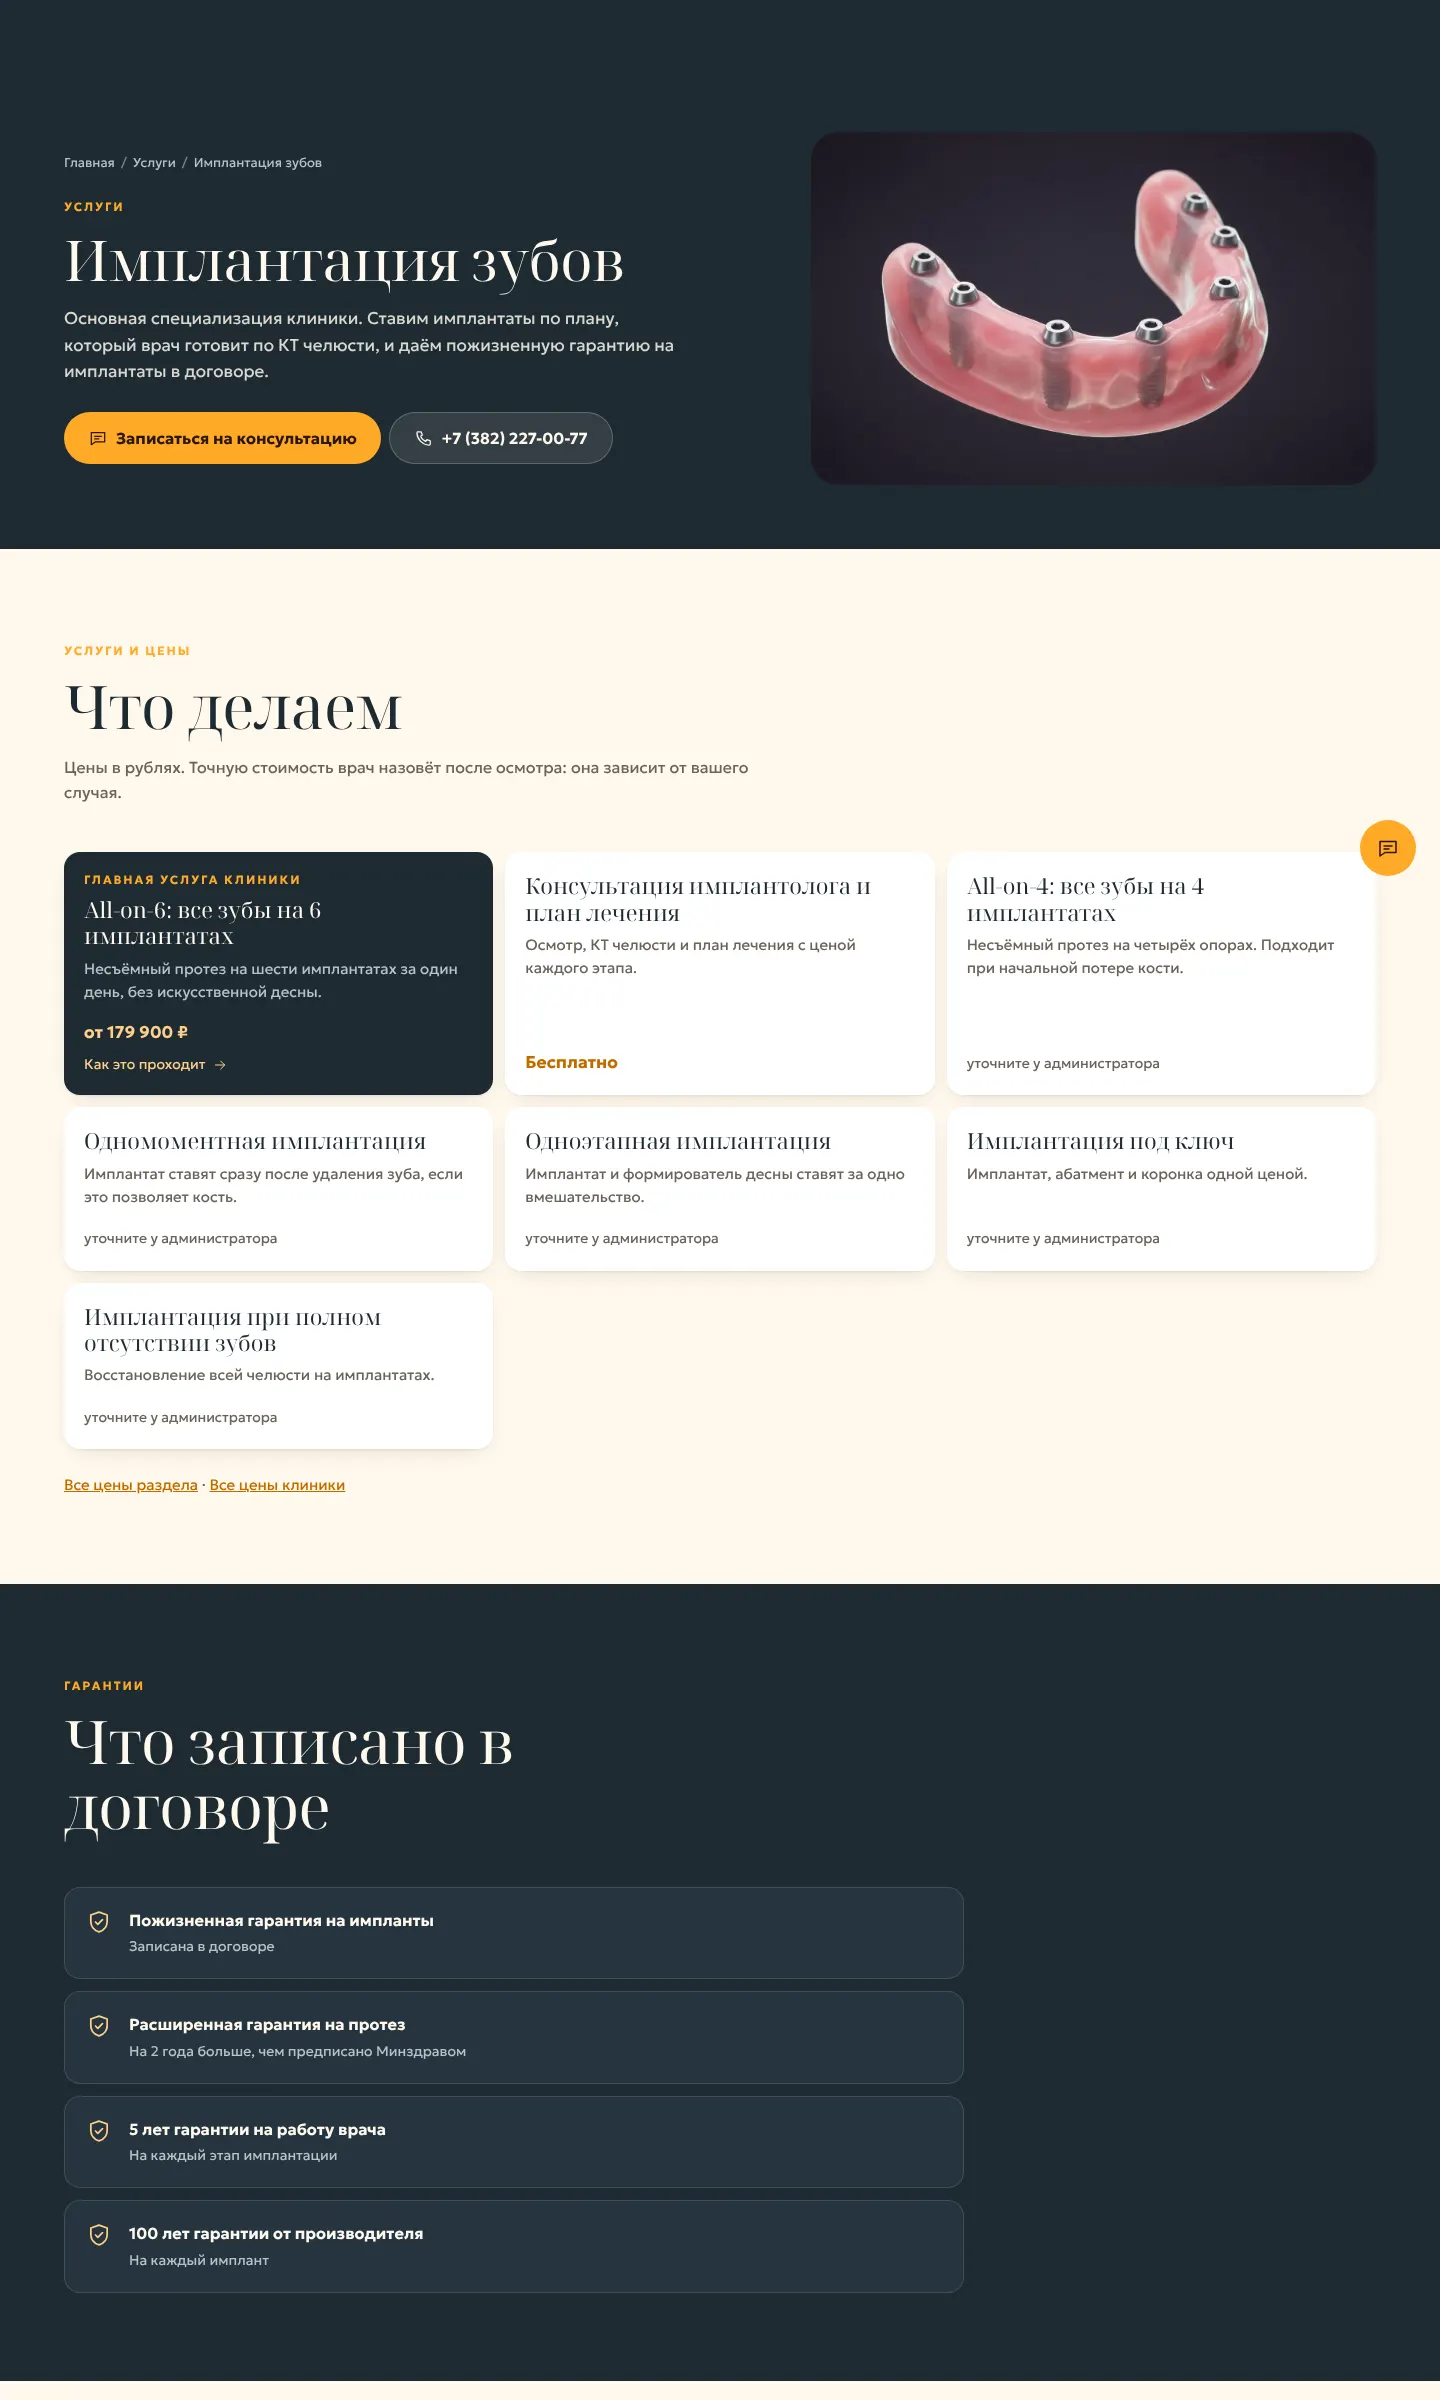 Главная / Услуги / Имплантация зубов
УСЛУГИ
Имплантация зубов
Основная специализация клиники. Ставим имплантаты по плану,
который врач готовит по КТ челюсти, и даём пожизненную гарантию на
имплантаты в договоре.
Записаться на консультацию
+7 (382) 227-00-77
УСЛУГИ И ЦЕНЫ
Что делаем
Цены в рублях. Точную стоимость врач назовёт после осмотра: она зависит от вашего
случая.
ГЛАВНАЯ УСЛУГА КЛИНИКИ
All-on-6: все зубы на 6
имплантатах
Несъёмный протез на шести имплантатах за один
день, без искусственной десны.
от 179 900 ₽
Как это проходит →
Консультация имплантолога и
план лечения
Осмотр, КТ челюсти и план лечения с ценой
каждого этапа.
Бесплатно
All-on-4: все зубы на 4
имплантатах
Несъёмный протез на четырёх опорах. Подходит
при начальной потере кости.
уточните у администратора
Одномоментная имплантация
Имплантат ставят сразу после удаления зуба, если
это позволяет кость.
уточните у администратора
Одноэтапная имплантация
Имплантат и формирователь десны ставят за одно
вмешательство.
уточните у администратора
Имплантация под ключ
Имплантат, абатмент и коронка одной ценой.
уточните у администратора
Имплантация при полном
отсутствии зубов
Восстановление всей челюсти на имплантатах.
уточните у администратора
Все цены раздела · Все цены клиники
ГАРАНТИИ
Что записано в
договоре
Пожизненная гарантия на импланты
Записана в договоре
Расширенная гарантия на протез
На 2 года больше, чем предписано Минздравом
5 лет гарантии на работу врача
На каждый этап имплантации
100 лет гарантии от производителя
На каждый имплант